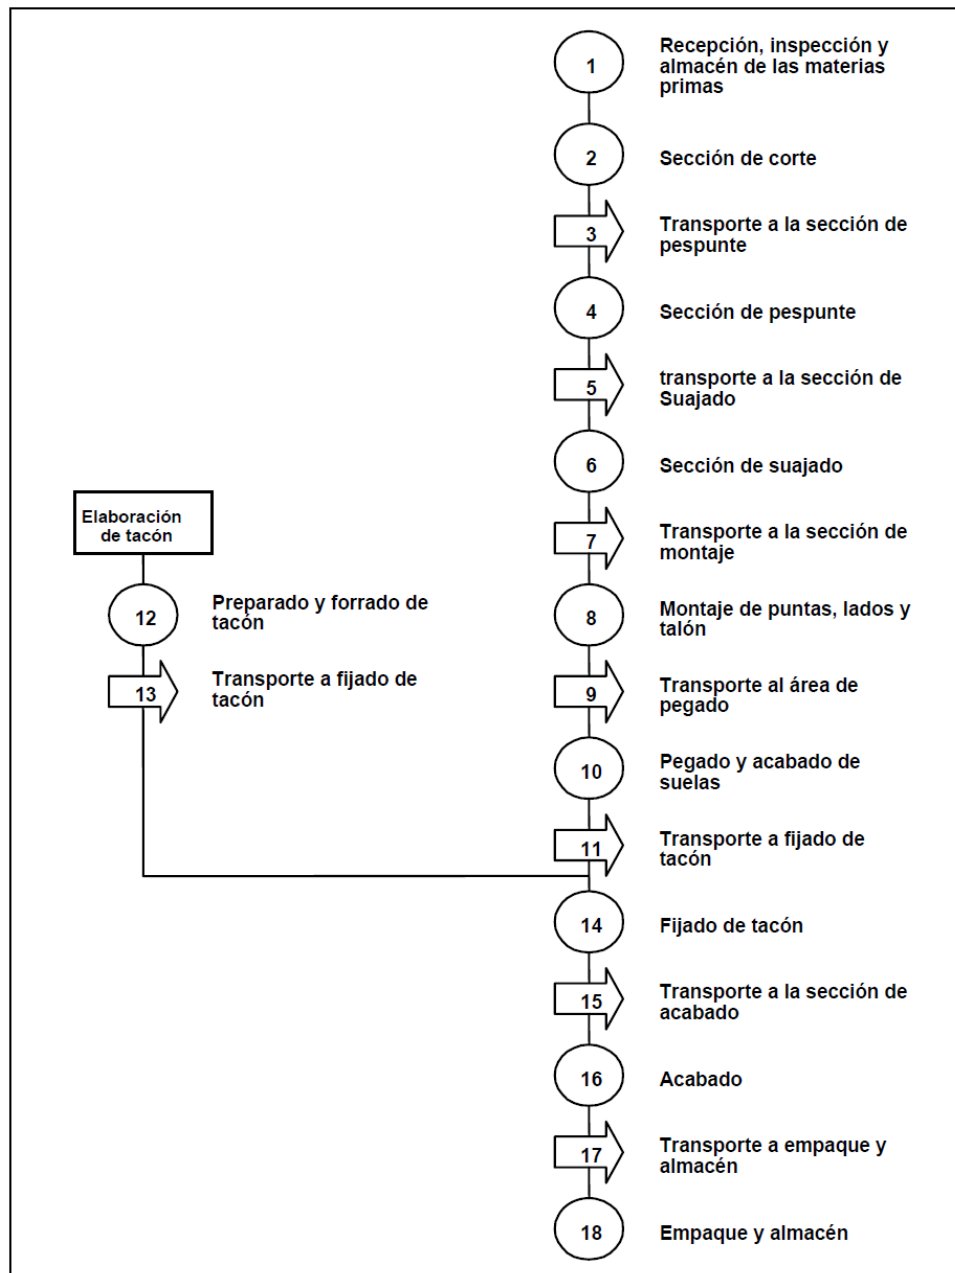 1
Recepción, inspección y
almacén de las materias
primas
2
Sección de corte
3
Transporte a la sección de
pespunte
4
Sección de pespunte
5
transporte a la sección de
Suajado
6
Sección de suajado
7
Transporte a la sección de
montaje
8
Montaje de puntas, lados y
talón
9
Transporte al área de
pegado
10
Pegado y acabado de
suelas
11
Transporte a fijado de
tacón
Elaboración
de tacón
12
Preparado y forrado de
tacón
13
Transporte a fijado de
tacón
14
Fijado de tacón
15
Transporte a la sección de
acabado
16
Acabado
17
Transporte a empaque y
almacén
18
Empaque y almacén